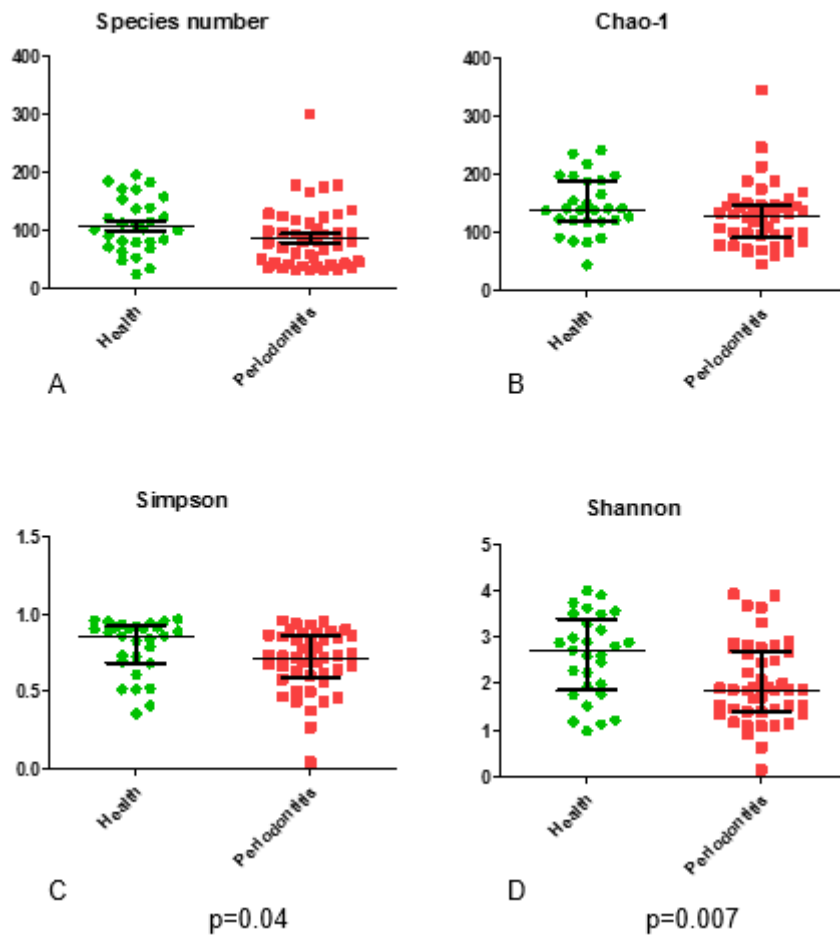 Species number
400
300
200
100
0
Health
Periodontitis
A
Chao-1
500
400
300
200
100
0
Health
Periodontitis
B
Simpson
1.5
1.0
0.5
0.0
Health
Periodontitis
C
p=0.04
Shannon
5
4
3
2
1
0
Health
Periodontitis
D
p=0.007